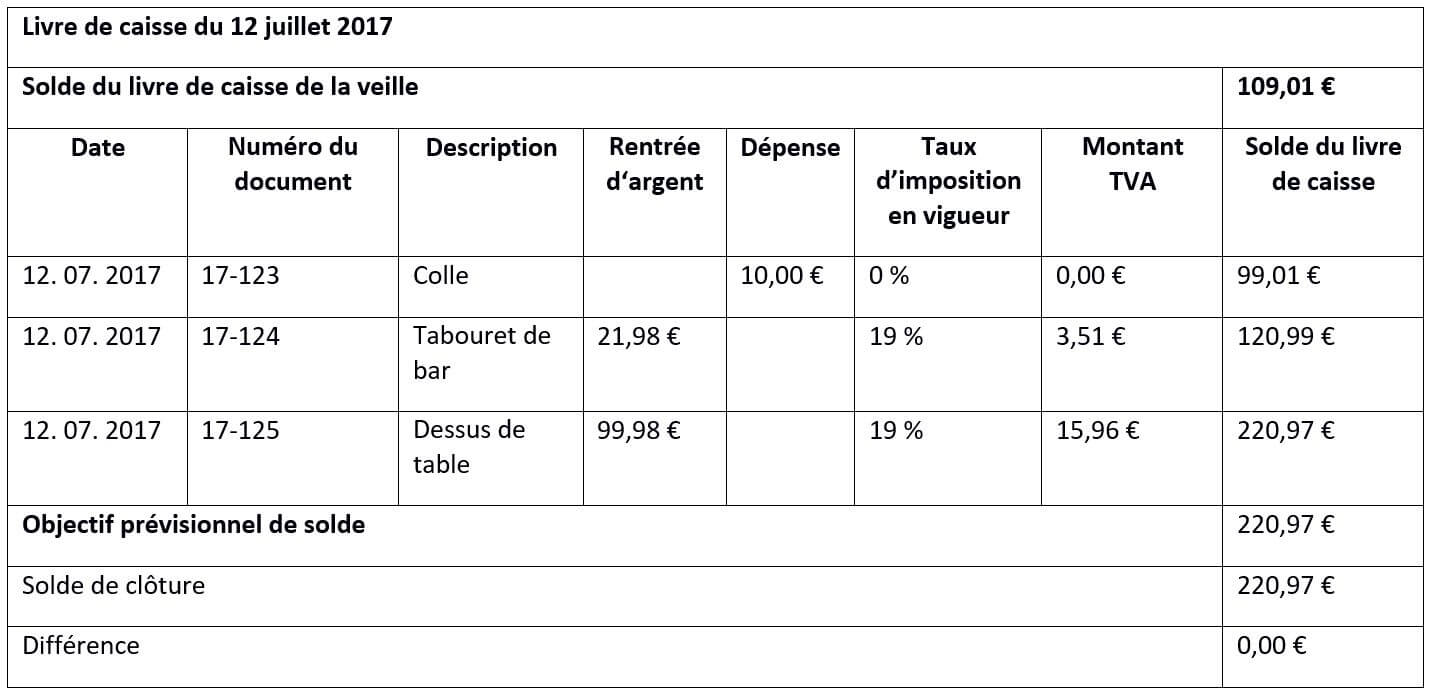 Livre de caisse du 12 juillet 2017
Solde du livre de caisse de la veille 109,01 €
Date Numéro du document Description Rentrée d‘argent Dépense Taux d’imposition en vigueur Montant TVA Solde du livre de caisse
12. 07. 2017 17-123 Colle 10,00 € 0 % 0,00 € 99,01 €
12. 07. 2017 17-124 Tabouret de bar 21,98 € 19 % 3,51 € 120,99 €
12. 07. 2017 17-125 Dessus de table 99,98 € 19 % 15,96 € 220,97 €
Objectif prévisionnel de solde 220,97 €
Solde de clôture 220,97 €
Différence 0,00 €